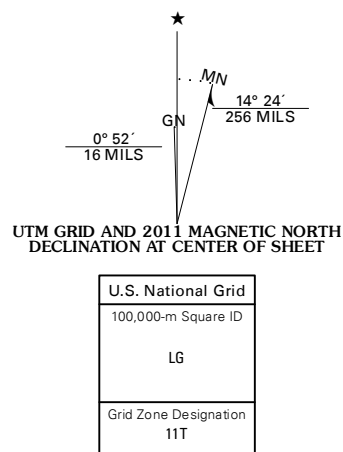 MN
GN
14° 24´
256 MILS
0° 52´
16 MILS
UTM GRID AND 2011 MAGNETIC NORTH
DECLINATION AT CENTER OF SHEET
U.S. National Grid
100,000-m Square ID
LG
Grid Zone Designation
11T